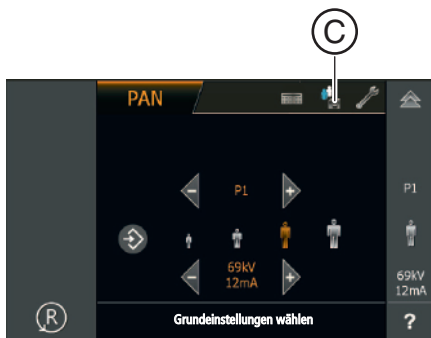 C
PAN
P1
P1
69kV
12mA
69kV
12mA
R
Grundeinstellungen wählen
?